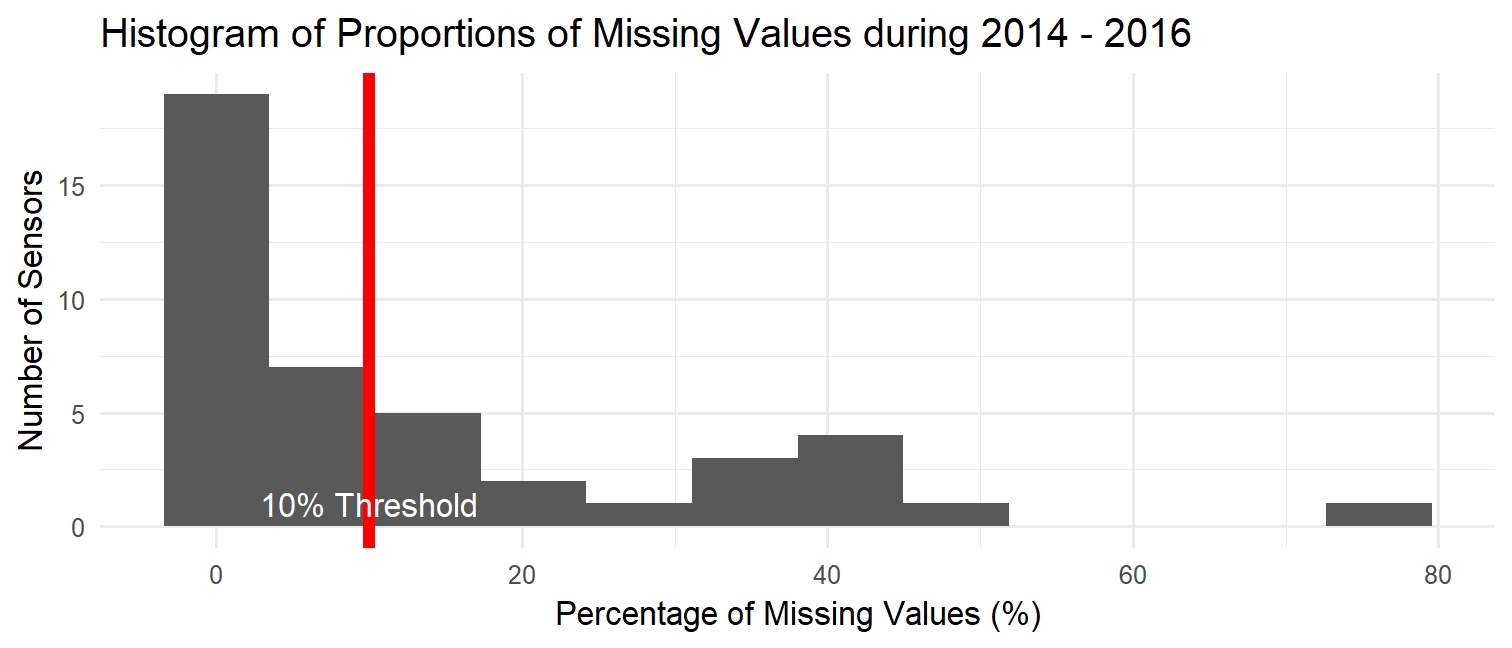 Histogram of Proportions of Missing Values during 2014 - 2016
Number of Sensors
15
10
5
0
10% Threshold
0 20 40 60 80
Percentage of Missing Values (%)